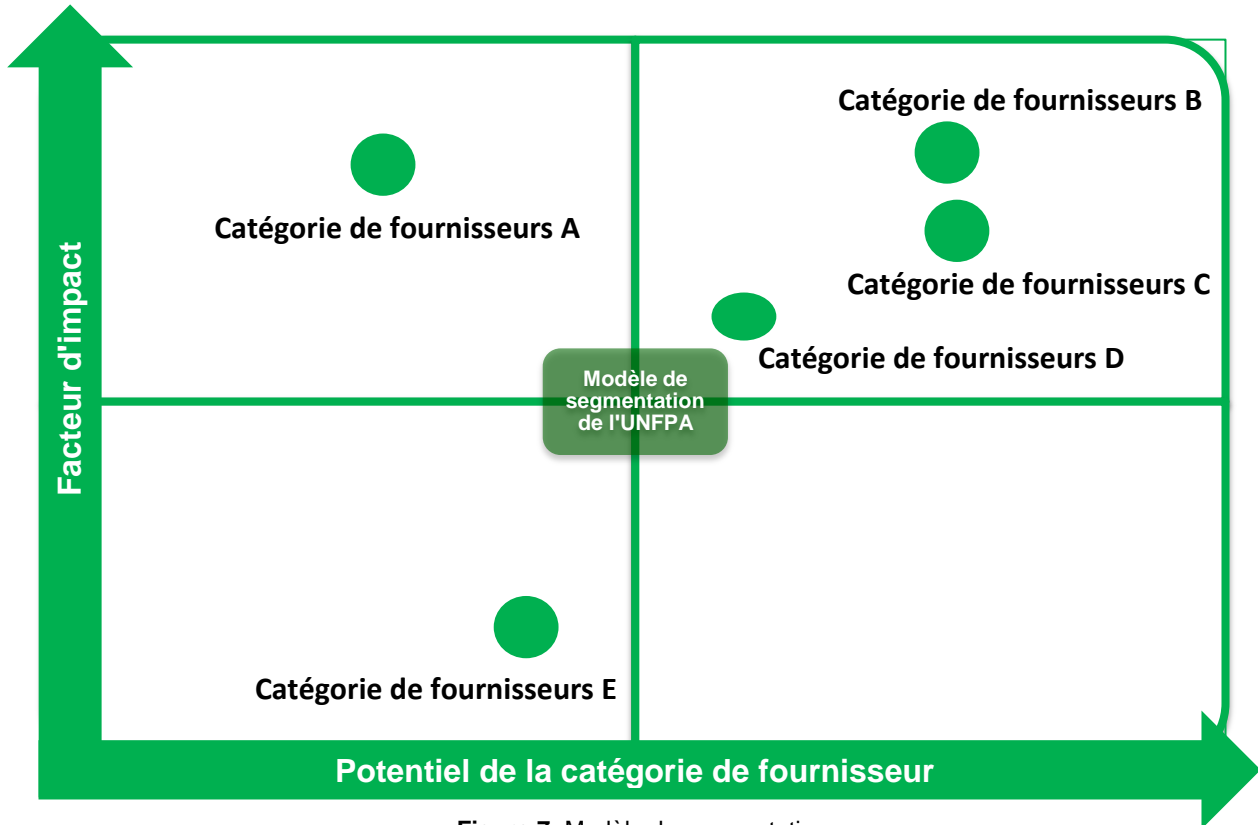 Catégorie de fournisseurs B
Catégorie de fournisseurs A
Catégorie de fournisseurs C
Catégorie de fournisseurs D
Facteur d'impact
Modèle de
segmentation
de l'UNFPA
Catégorie de fournisseurs E
Potentiel de la catégorie de fournisseur